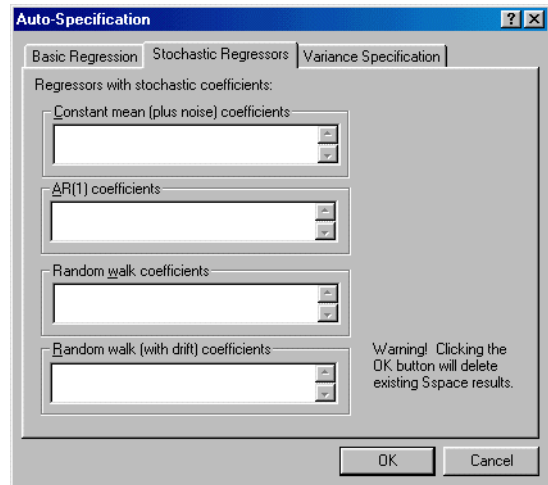 Auto-Specification
Basic Regression
Stochastic Regressors
Variance Specification
Regressors with stochastic coefficients:
Constant mean (plus noise) coefficients
AR(1) coefficients
Random walk coefficients
Random walk (with drift) coefficients
Warning! Clicking the
OK button will delete
existing Sspace results.
OK
Cancel